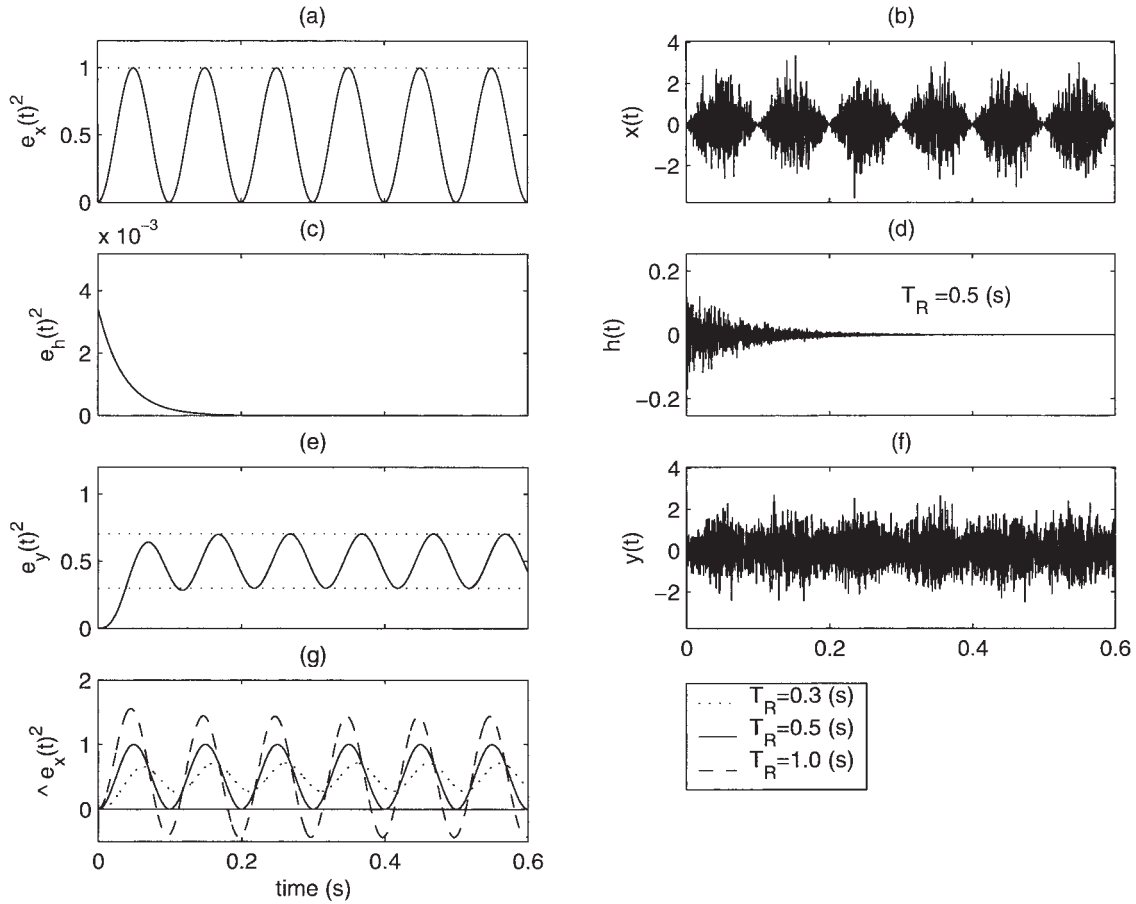 (a)
e_x(t)^2
1
0.5
0
(b)
x(t)
4
2
0
−2
(c)
x 10^−3
e_h(t)^2
4
2
0
(d)
h(t)
0.2
0
−0.2
T_R =0.5 (s)
(e)
e_y(t)^2
1
0.5
0
(f)
y(t)
4
2
0
−2
0
0.2
0.4
0.6
(g)
^ e_x(t)^2
2
1
0
0
0.2
0.4
0.6
time (s)
T_R=0.3 (s)
T_R=0.5 (s)
T_R=1.0 (s)